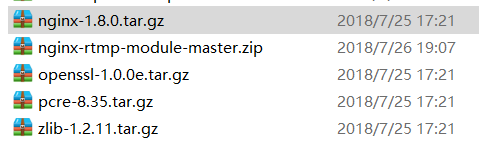 nginx-1.8.0.tar.gz 2018/7/25 17:21
nginx-rtmp-module-master.zip 2018/7/26 19:07
openssl-1.0.0e.tar.gz 2018/7/25 17:21
pcre-8.35.tar.gz 2018/7/25 17:21
zlib-1.2.11.tar.gz 2018/7/25 17:21